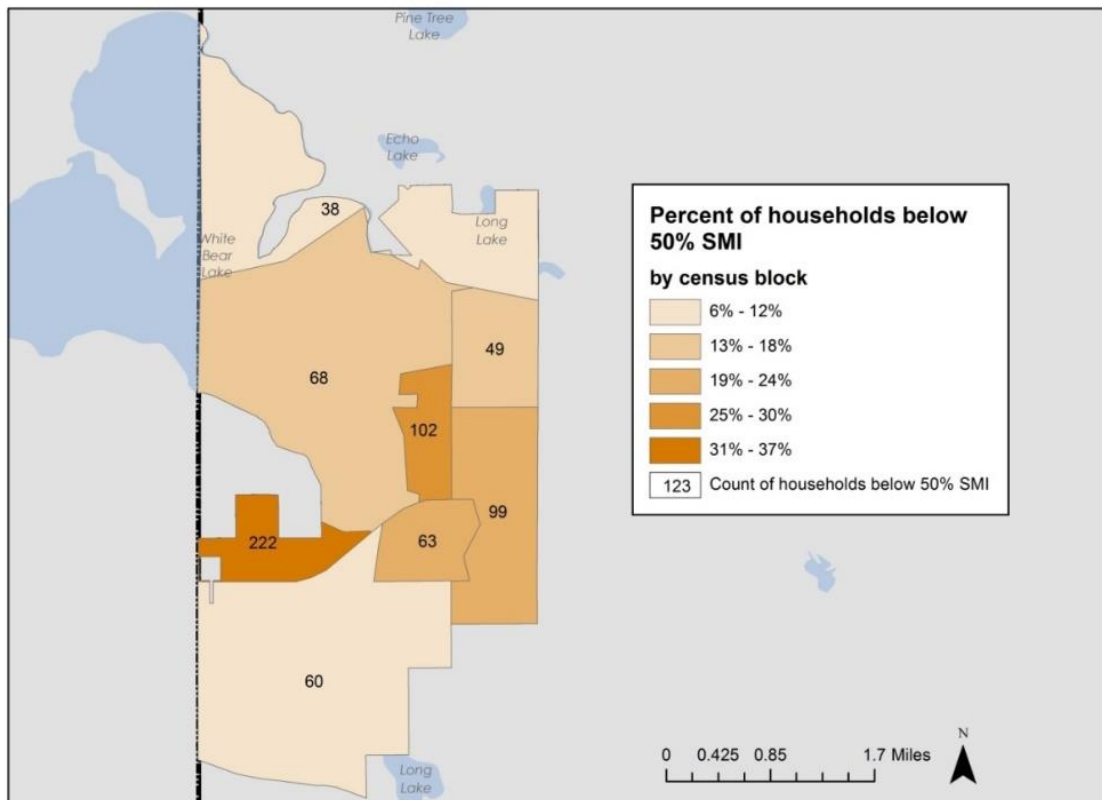 Pine Tree
Lake
Echo
Lake
38
Long
Lake
White
Bear
Lake
49
68
102
99
63
222
60
Long
Lake
Percent of households below
50% SMI
by census block
6% - 12%
13% - 18%
19% - 24%
25% - 30%
31% - 37%
123 Count of households below 50% SMI
0 0.425 0.85 1.7 Miles
N